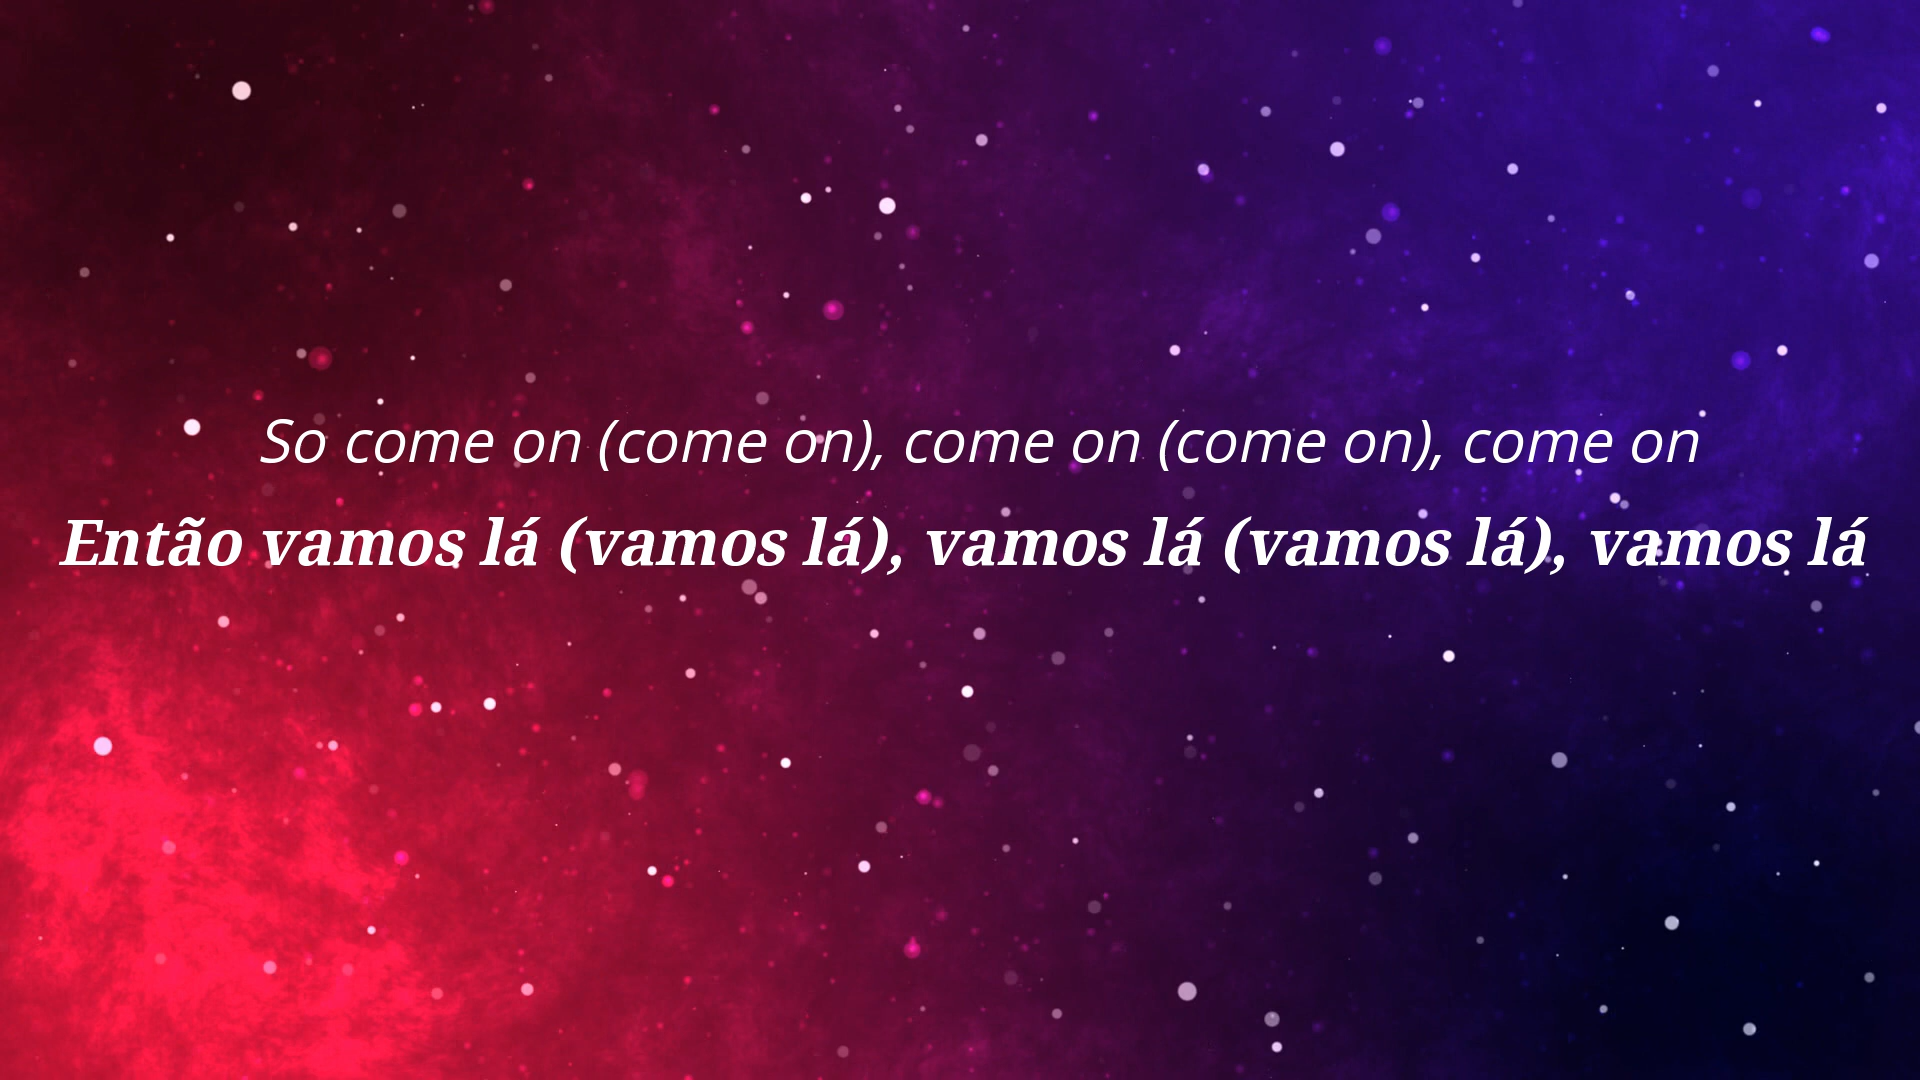 So come on (come on), come on (come on), come on
Então vamos lá (vamos lá), vamos lá (vamos lá), vamos lá